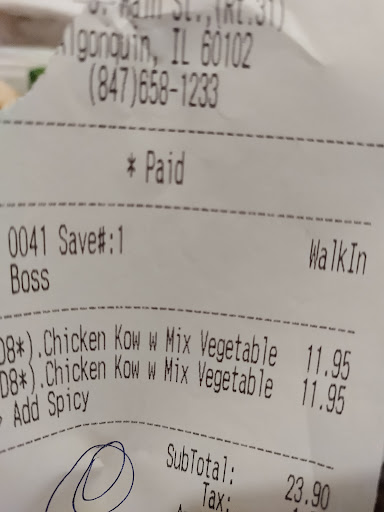 Main St.,(Rt.31)
Algonquin, IL 60102
(847)658-1233
* Paid
0041 Save#:1 WalkIn
Boss
D8*).Chicken Kow w Mix Vegetable 11.95
D8*).Chicken Kow w Mix Vegetable 11.95
Add Spicy
SubTotal: 23.90
Tax: